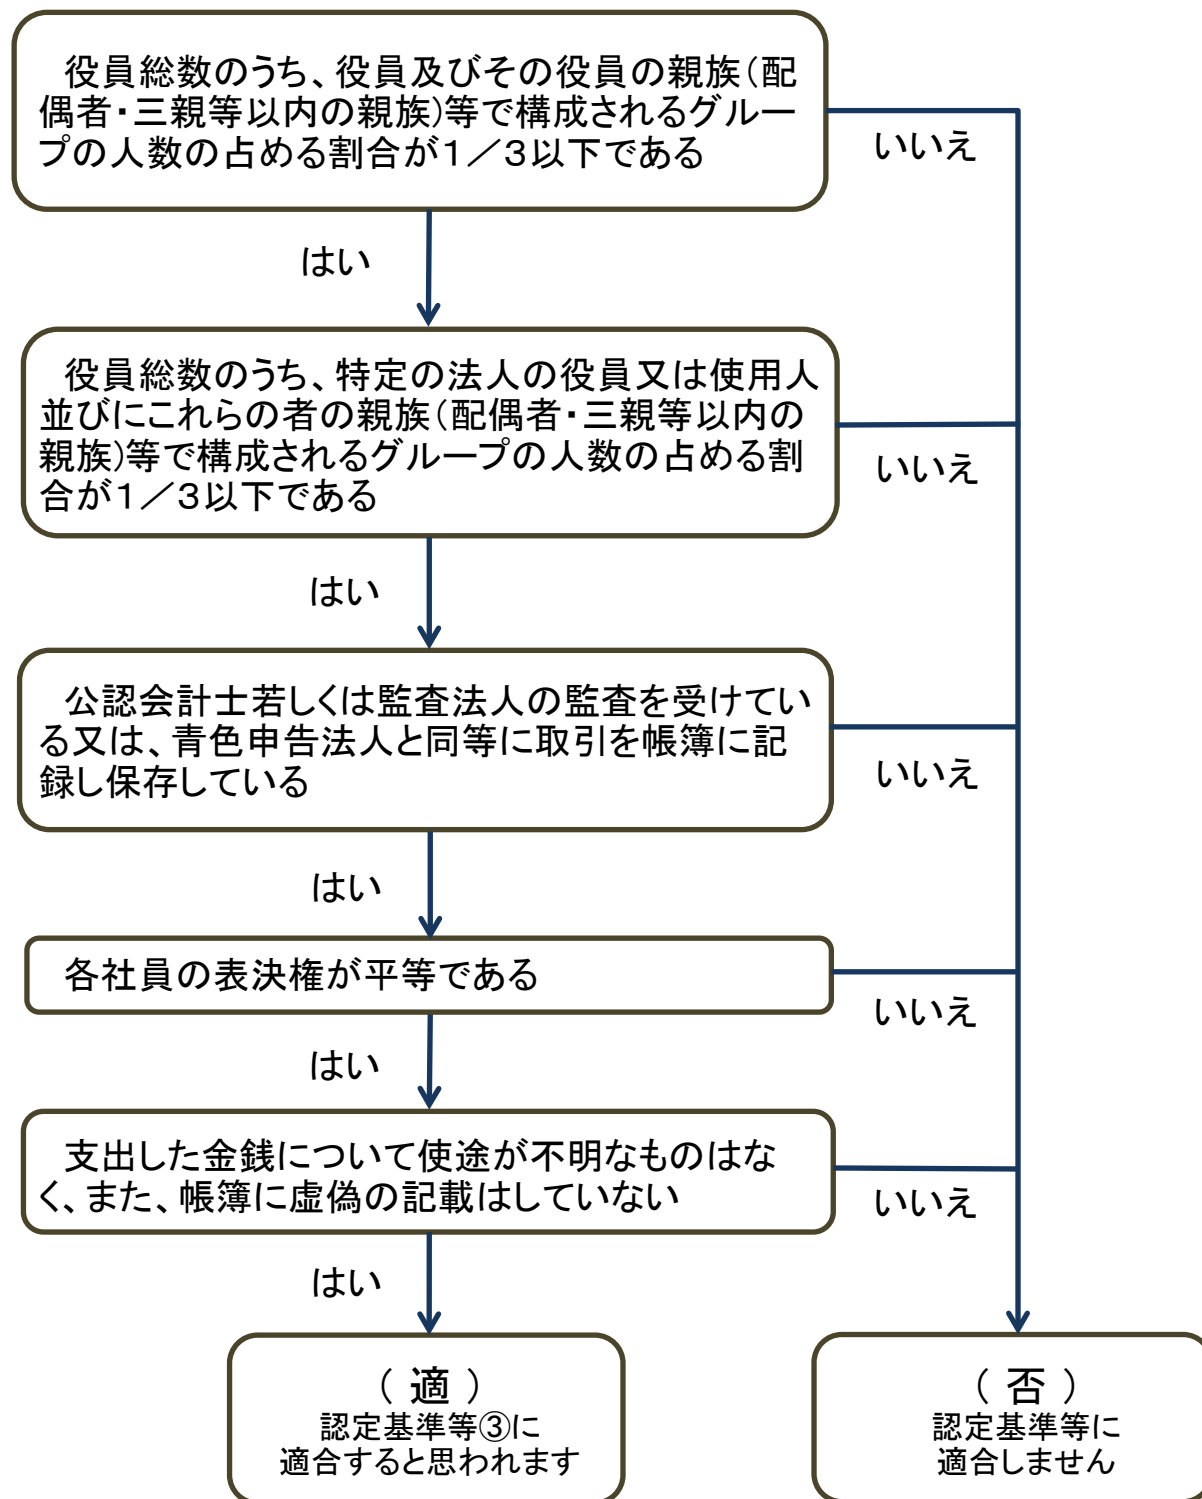 役員総数のうち、役員及びその役員の親族(配
偶者・三親等以内の親族)等で構成されるグルー
プの人数の占める割合が1/3以下である
いいえ
はい
役員総数のうち、特定の法人の役員又は使用人
並びにこれらの者の親族(配偶者・三親等以内の
親族)等で構成されるグループの人数の占める割
合が1/3以下である
いいえ
はい
公認会計士若しくは監査法人の監査を受けてい
る又は、青色申告法人と同等に取引を帳簿に記
録し保存している
いいえ
はい
各社員の表決権が平等である
いいえ
はい
支出した金銭について使途が不明なものはな
く、また、帳簿に虚偽の記載はしていない
いいえ
はい
( 適 )
認定基準等③に
適合すると思われます
( 否 )
認定基準等に
適合しません